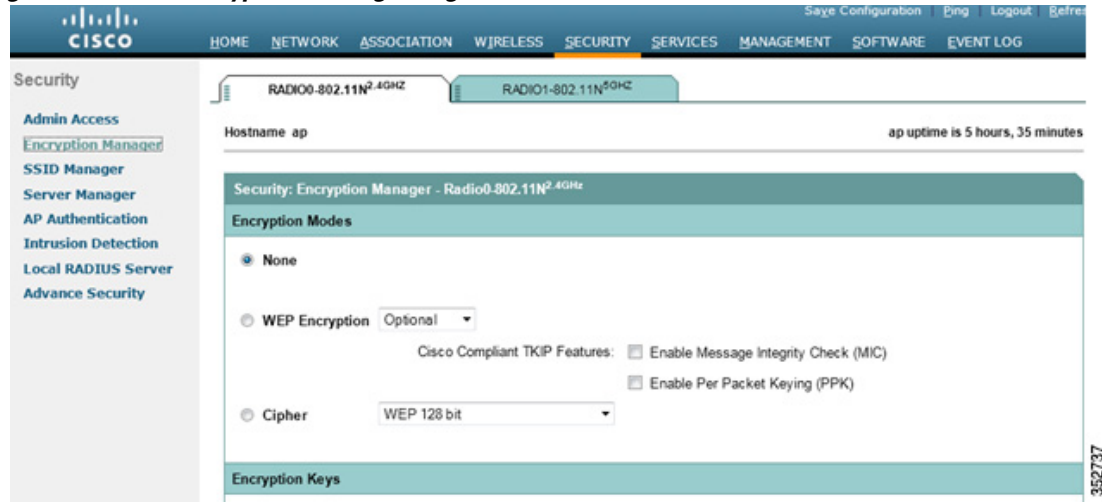 Save Configuration Ping Logout
CISCO
HOME NETWORK ASSOCIATION WIRELESS SECURITY SERVICES MANAGEMENT SOFTWARE EVENT LOG
Security
Admin Access
Encryption Manager
SSID Manager
Server Manager
AP Authentication
Intrusion Detection
Local RADIUS Server
Advance Security
RADIO0-802.11N2.4GHZ RADIO1-802.11N5GHZ
Hostname ap ap uptime is 5 hours, 35 minutes
Security: Encryption Manager - Radio0-802.11N2.4GHz
Encryption Modes
None
WEP Encryption Optional
Cisco Compliant TKIP Features: Enable Message Integrity Check (MIC)
Enable Per Packet Keying (PPK)
Cipher WEP 128 bit
Encryption Keys
352737